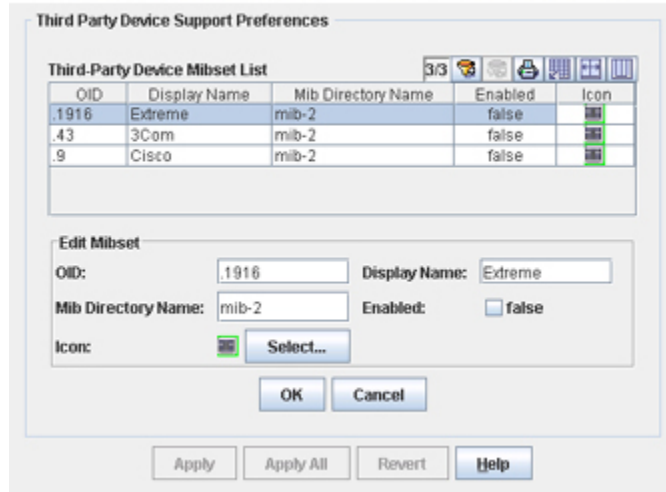 Third Party Device Support Preferences
Third-Party Device Mibset List 3/3
OID Display Name Mib Directory Name Enabled Icon
.1916 Extreme mib-2 false
.43 3Com mib-2 false
.9 Cisco mib-2 false
Edit Mibset
OID: .1916 Display Name: Extreme
Mib Directory Name: mib-2 Enabled: false
Icon: Select...
OK Cancel
Apply Apply All Revert Help